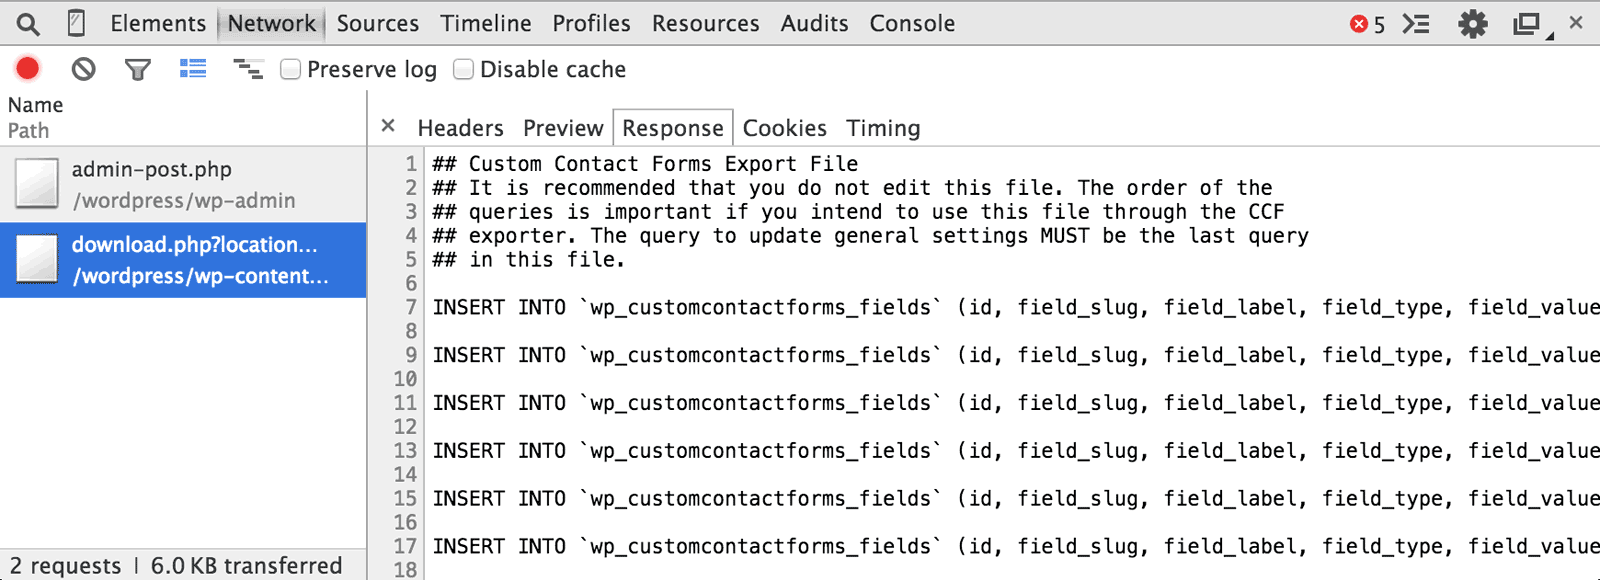 Elements Network Sources Timeline Profiles Resources Audits Console 5
Preserve log Disable cache
Name
Path
Headers Preview Response Cookies Timing
admin-post.php
/wordpress/wp-admin
download.php?location...
/wordpress/wp-content...
2 requests | 6.0 KB transferred
1 ## Custom Contact Forms Export File
2 ## It is recommended that you do not edit this file. The order of the
3 ## queries is important if you intend to use this file through the CCF
4 ## exporter. The query to update general settings MUST be the last query
5 ## in this file.
6
7 INSERT INTO `wp_customcontactforms_fields` (id, field_slug, field_label, field_type, field_value
8
9 INSERT INTO `wp_customcontactforms_fields` (id, field_slug, field_label, field_type, field_value
10
11 INSERT INTO `wp_customcontactforms_fields` (id, field_slug, field_label, field_type, field_value
12
13 INSERT INTO `wp_customcontactforms_fields` (id, field_slug, field_label, field_type, field_value
14
15 INSERT INTO `wp_customcontactforms_fields` (id, field_slug, field_label, field_type, field_value
16
17 INSERT INTO `wp_customcontactforms_fields` (id, field_slug, field_label, field_type, field_value
18